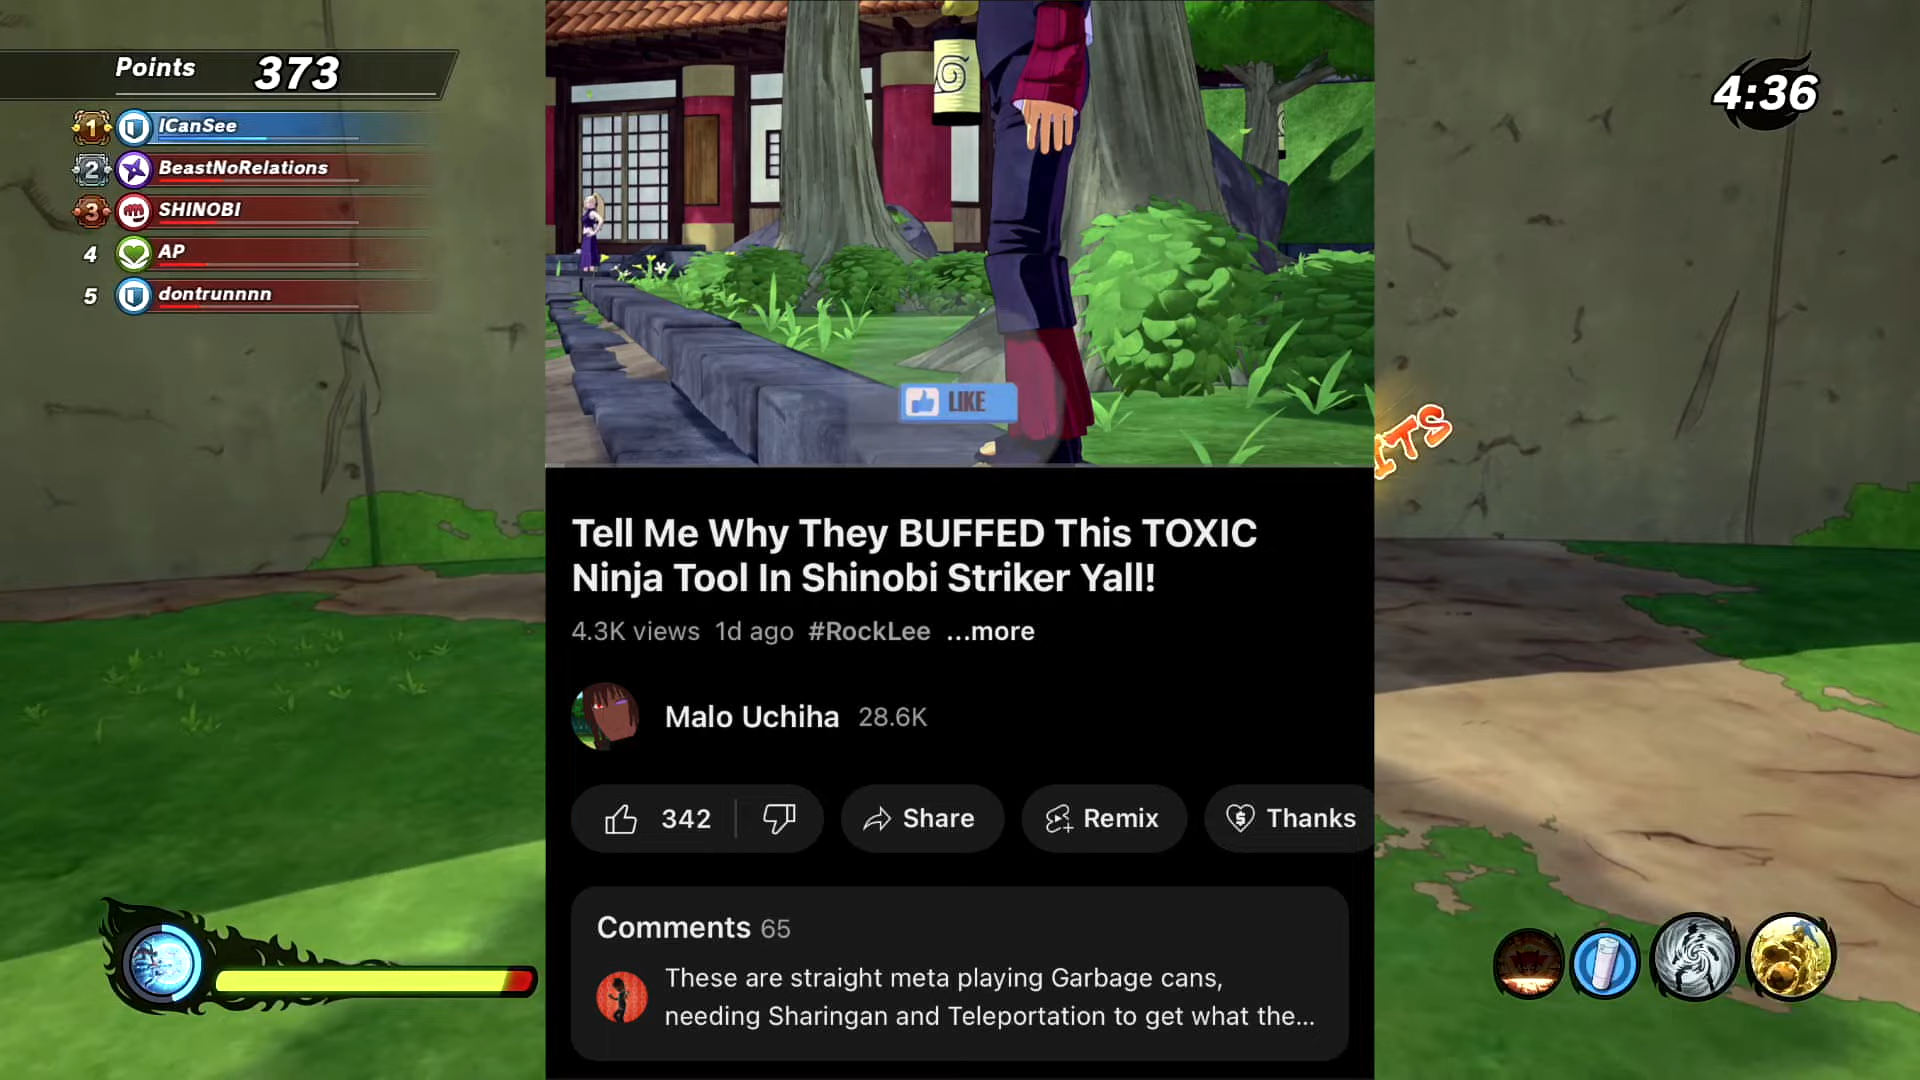 Points 373
1 ICanSee
2 BeastNoRelations
3 SHINOBI
4 AP
5 dontrunnnn
4:36
LIKE
ITS
Tell Me Why They BUFFED This TOXIC
Ninja Tool In Shinobi Striker Yall!
4.3K views 1d ago #RockLee ...more
Malo Uchiha 28.6K
342 Share Remix Thanks
Comments 65
These are straight meta playing Garbage cans,
needing Sharingan and Teleportation to get what the...